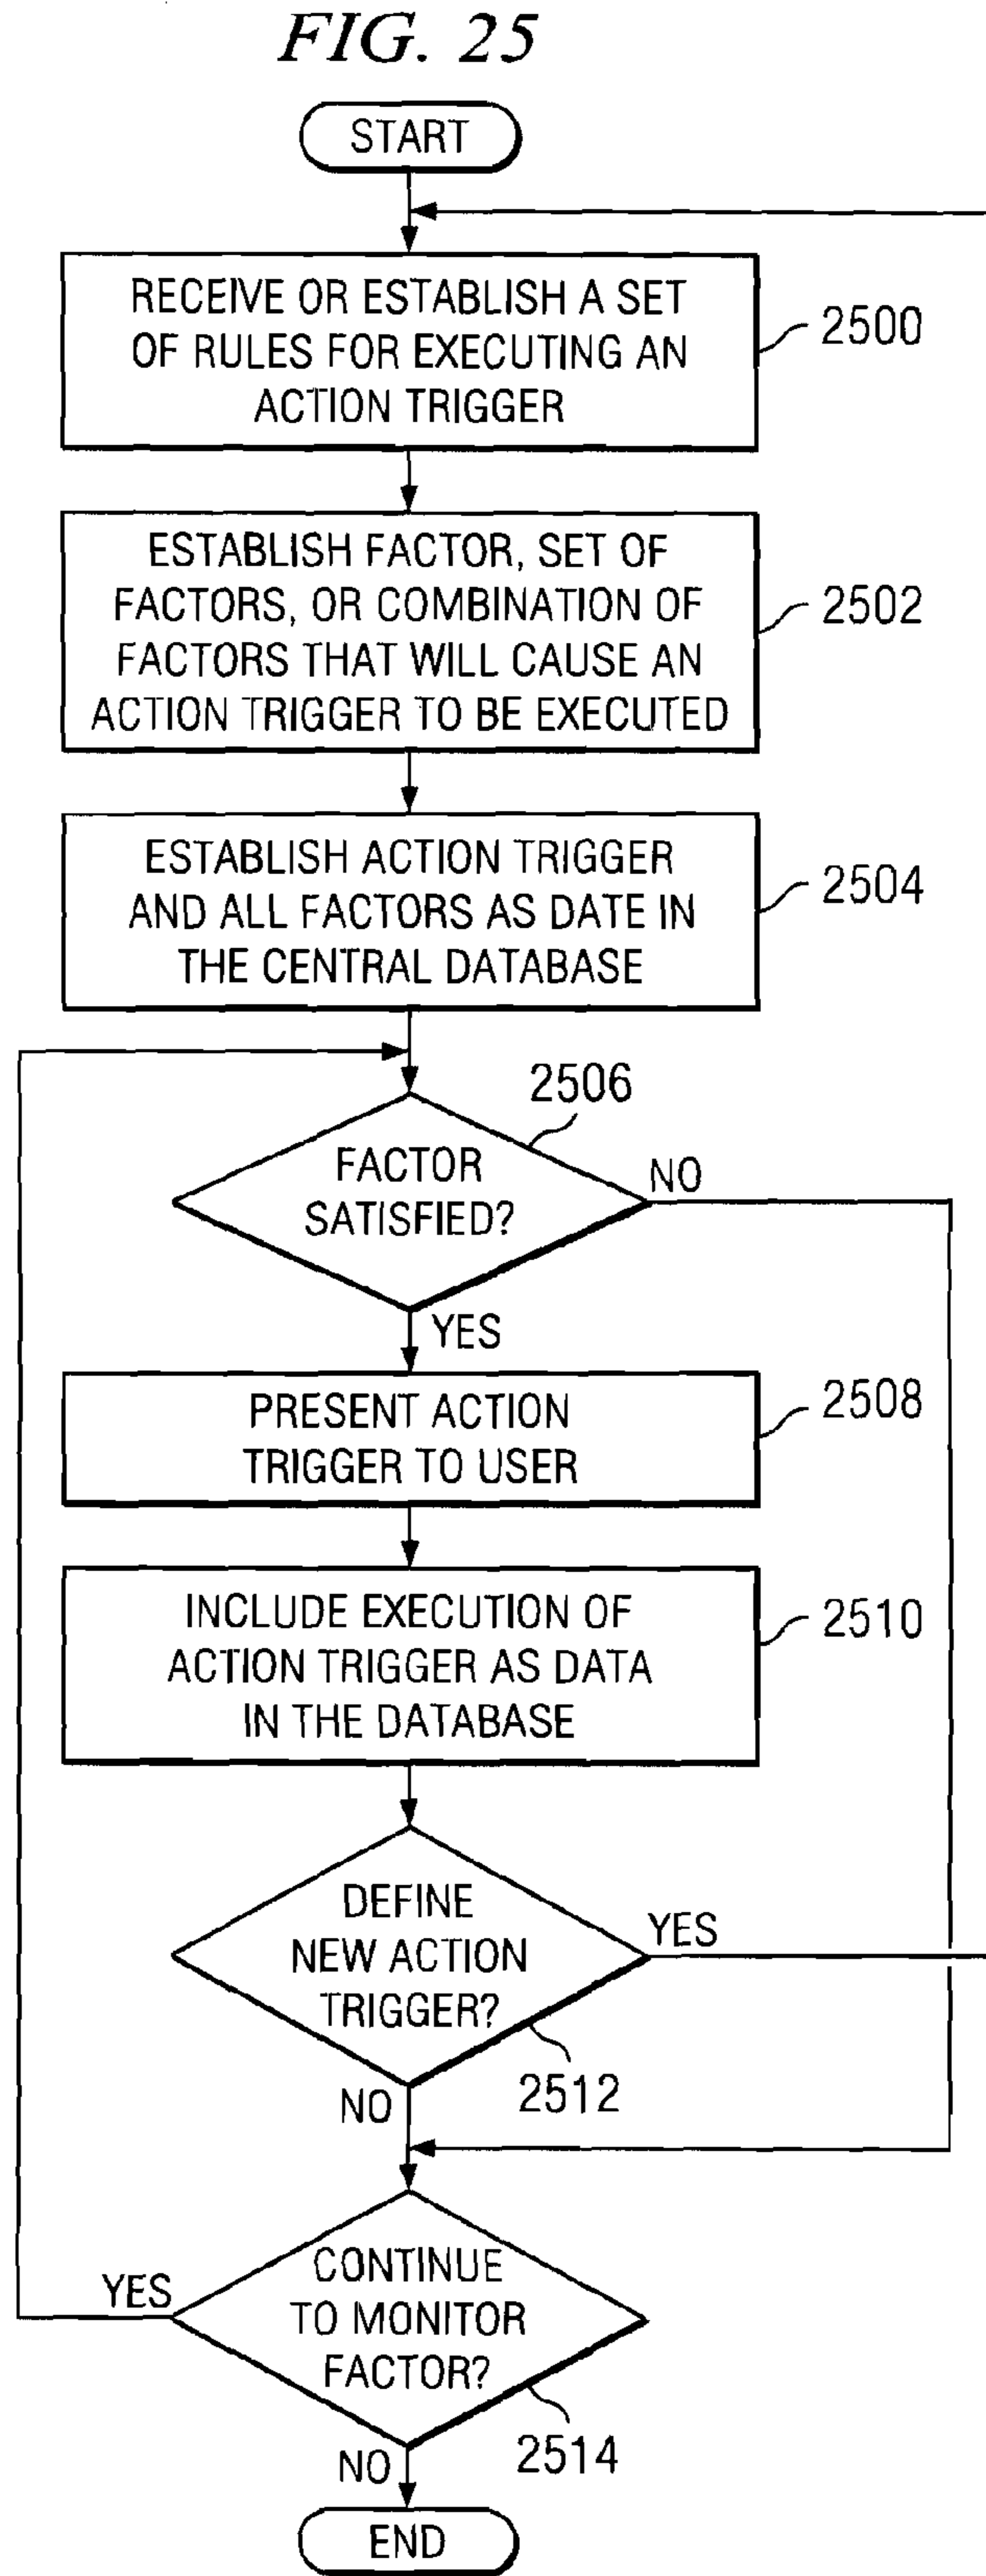 FIG. 25
START
RECEIVE OR ESTABLISH A SET
OF RULES FOR EXECUTING AN
ACTION TRIGGER
2500
ESTABLISH FACTOR, SET OF
FACTORS, OR COMBINATION OF
FACTORS THAT WILL CAUSE AN
ACTION TRIGGER TO BE EXECUTED
2502
ESTABLISH ACTION TRIGGER
AND ALL FACTORS AS DATE IN
THE CENTRAL DATABASE
2504
2506
FACTOR
SATISFIED?
NO
YES
PRESENT ACTION
TRIGGER TO USER
2508
INCLUDE EXECUTION OF
ACTION TRIGGER AS DATA
IN THE DATABASE
2510
DEFINE
NEW ACTION
TRIGGER?
YES
2512
NO
CONTINUE
TO MONITOR
FACTOR?
YES
2514
NO
END